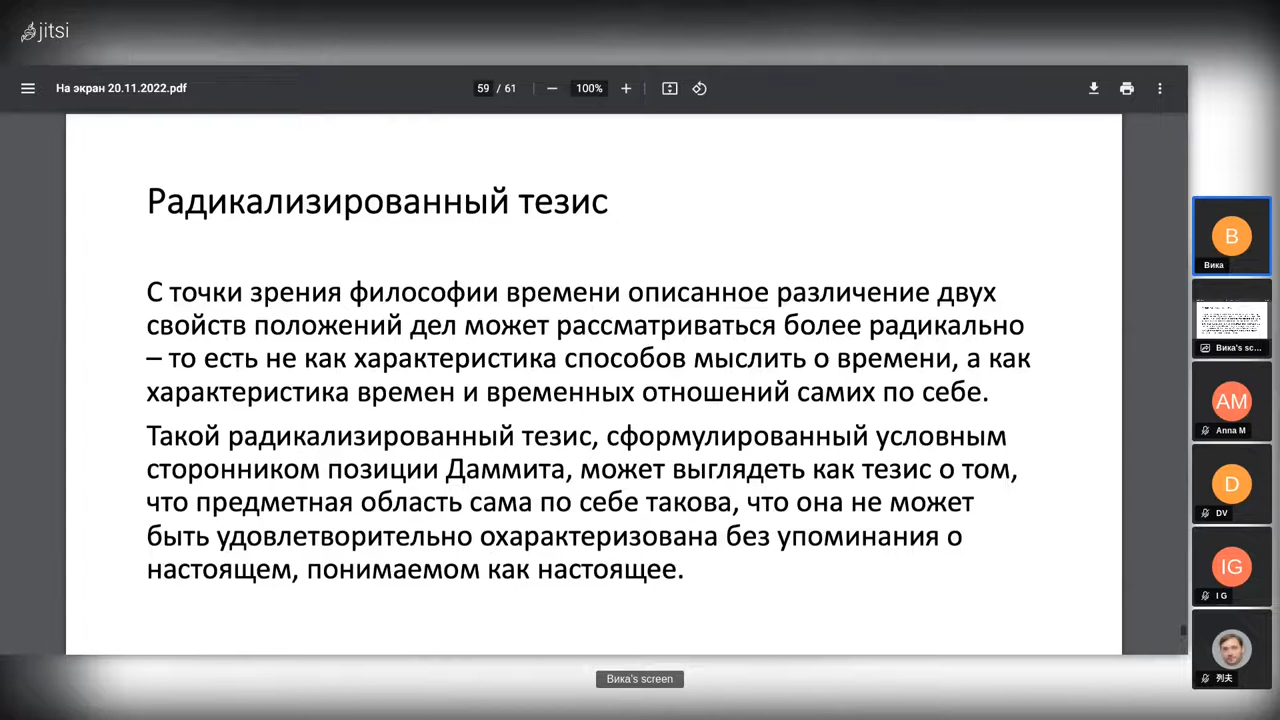 jitsi
На экран 20.11.2022.pdf
59 / 61
100%
Радикализированный тезис
С точки зрения философии времени описанное различение двух
свойств положений дел может рассматриваться более радикально
– то есть не как характеристика способов мыслить о времени, а как
характеристика времен и временных отношений самих по себе.
Такой радикализированный тезис, сформулированный условным
сторонником позиции Даммита, может выглядеть как тезис о том,
что предметная область сама по себе такова, что она не может
быть удовлетворительно охарактеризована без упоминания о
настоящем, понимаемом как настоящее.
B
Вика
Вика's sc...
AM
Anna M
D
DV
IG
I G
列夫
Вика's screen